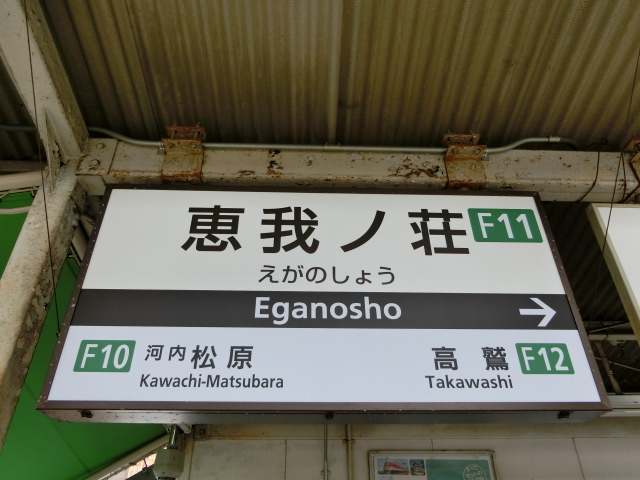 恵我ノ荘 F11
えがのしょう
Eganosho →
F10 河内松原 高鷲 F12
Kawachi-Matsubara Takawashi